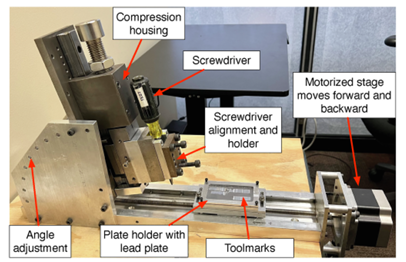 Compression
housing
Screwdriver
Motorized stage
moves forward and
backward
Screwdriver
alignment and
holder
Angle
adjustment
Plate holder with
lead plate
Toolmarks